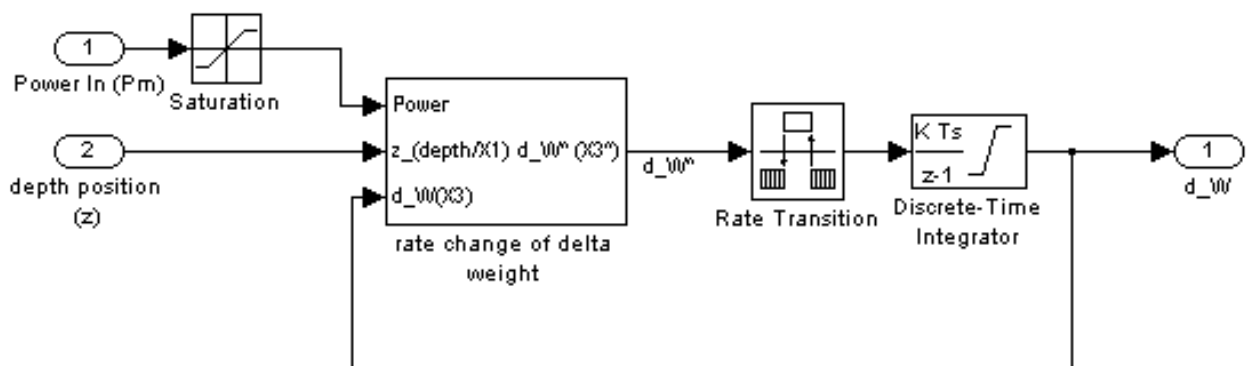 1
Power In (Pm)
Saturation
2
depth position
(z)
Power
z_(depth/X1) d_W^ (X3^)
d_W(X3)
rate change of delta
weight
d_W^
Rate Transition
K Ts
z-1
Discrete-Time
Integrator
1
d_W